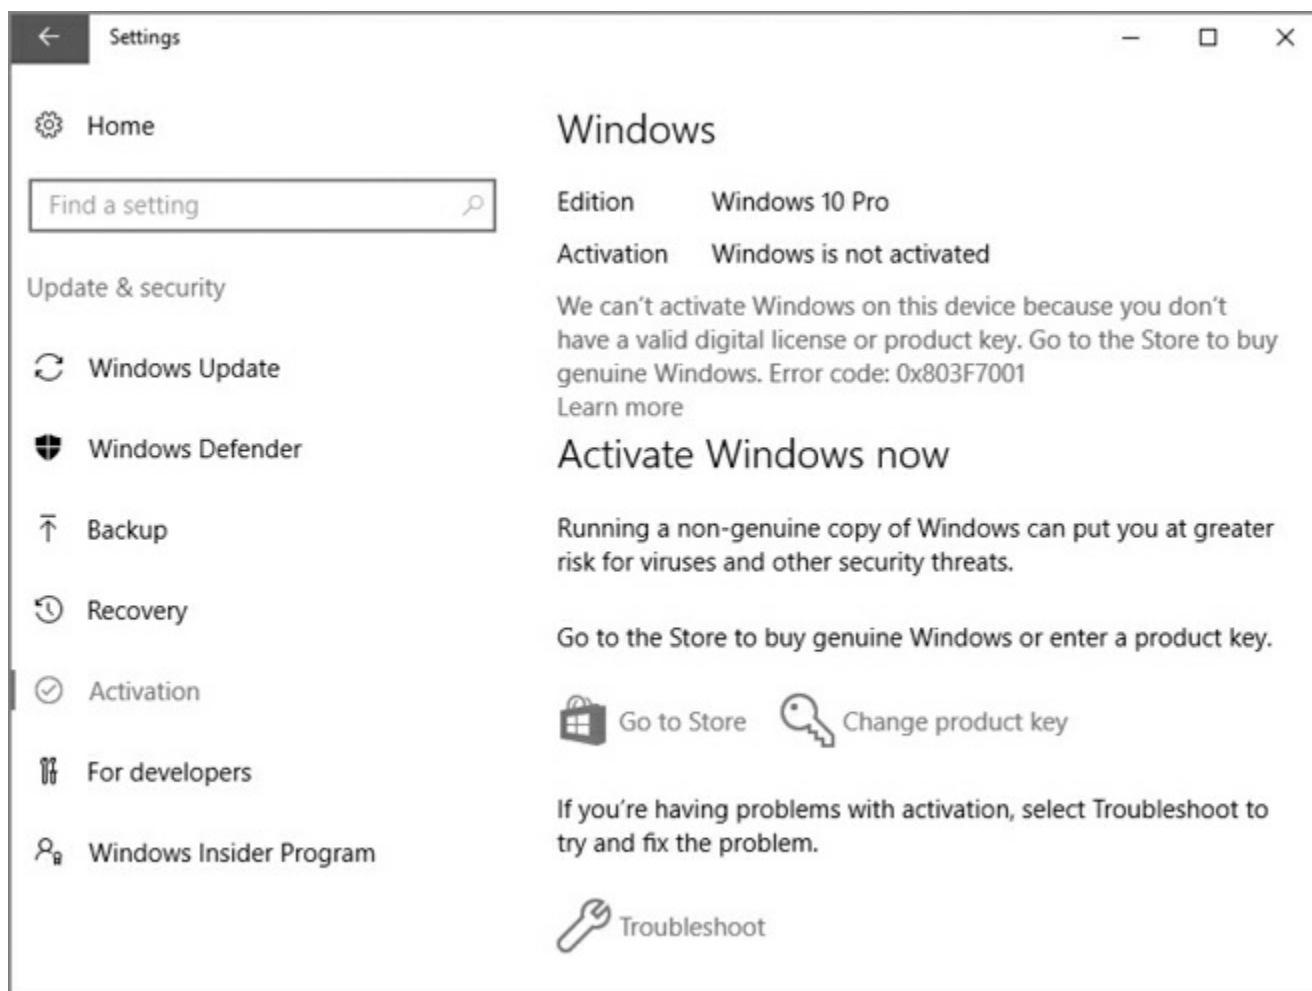 Settings
Home
Find a setting
Update & security
Windows Update
Windows Defender
Backup
Recovery
Activation
For developers
Windows Insider Program
Windows
Edition Windows 10 Pro
Activation Windows is not activated
We can't activate Windows on this device because you don't
have a valid digital license or product key. Go to the Store to buy
genuine Windows. Error code: 0x803F7001
Learn more
Activate Windows now
Running a non-genuine copy of Windows can put you at greater
risk for viruses and other security threats.
Go to the Store to buy genuine Windows or enter a product key.
Go to Store Change product key
If you're having problems with activation, select Troubleshoot to
try and fix the problem.
Troubleshoot